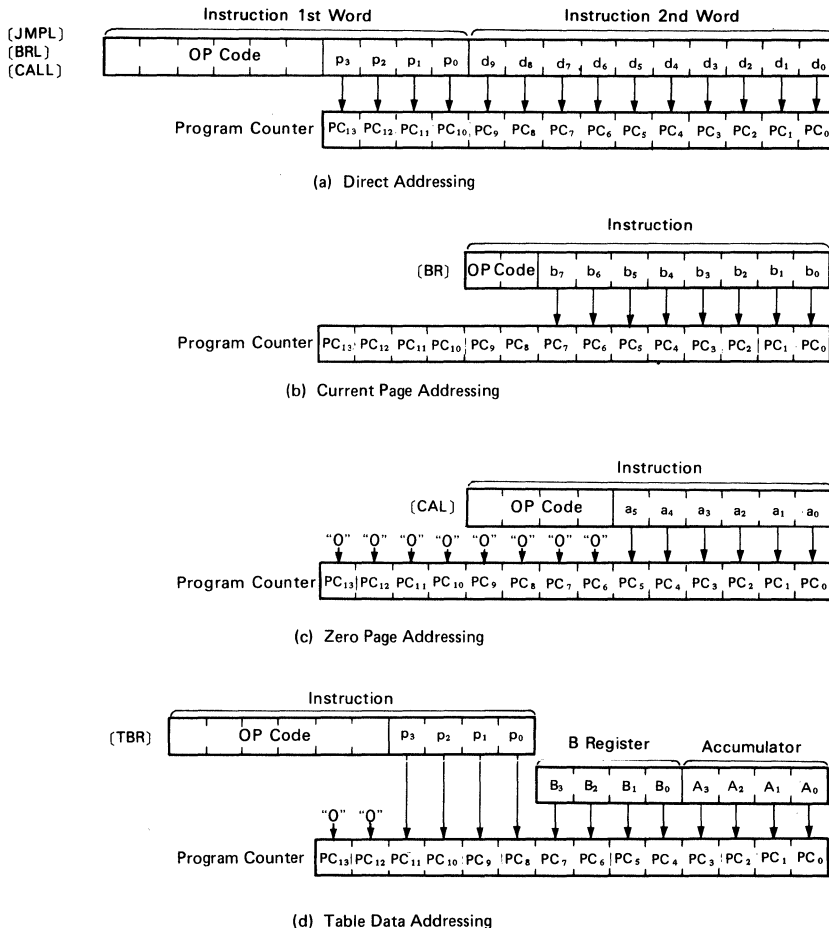 Instruction 1st Word Instruction 2nd Word
[JMPL]
[BRL]
[CALL]
OP Code p₃ p₂ p₁ p₀ d₉ d₈ d₇ d₆ d₅ d₄ d₃ d₂ d₁ d₀
Program Counter PC₁₃ PC₁₂ PC₁₁ PC₁₀ PC₉ PC₈ PC₇ PC₆ PC₅ PC₄ PC₃ PC₂ PC₁ PC₀
(a) Direct Addressing
Instruction
[BR] OP Code b₇ b₆ b₅ b₄ b₃ b₂ b₁ b₀
Program Counter PC₁₃ PC₁₂ PC₁₁ PC₁₀ PC₉ PC₈ PC₇ PC₆ PC₅ PC₄ PC₃ PC₂ PC₁ PC₀
(b) Current Page Addressing
Instruction
[CAL] OP Code a₅ a₄ a₃ a₂ a₁ a₀
"0" "0" "0" "0" "0" "0" "0" "0"
Program Counter PC₁₃ PC₁₂ PC₁₁ PC₁₀ PC₉ PC₈ PC₇ PC₆ PC₅ PC₄ PC₃ PC₂ PC₁ PC₀
(c) Zero Page Addressing
Instruction
[TBR] OP Code p₃ p₂ p₁ p₀
B Register Accumulator
B₃ B₂ B₁ B₀ A₃ A₂ A₁ A₀
"0" "0"
Program Counter PC₁₃ PC₁₂ PC₁₁ PC₁₀ PC₉ PC₈ PC₇ PC₆ PC₅ PC₄ PC₃ PC₂ PC₁ PC₀
(d) Table Data Addressing